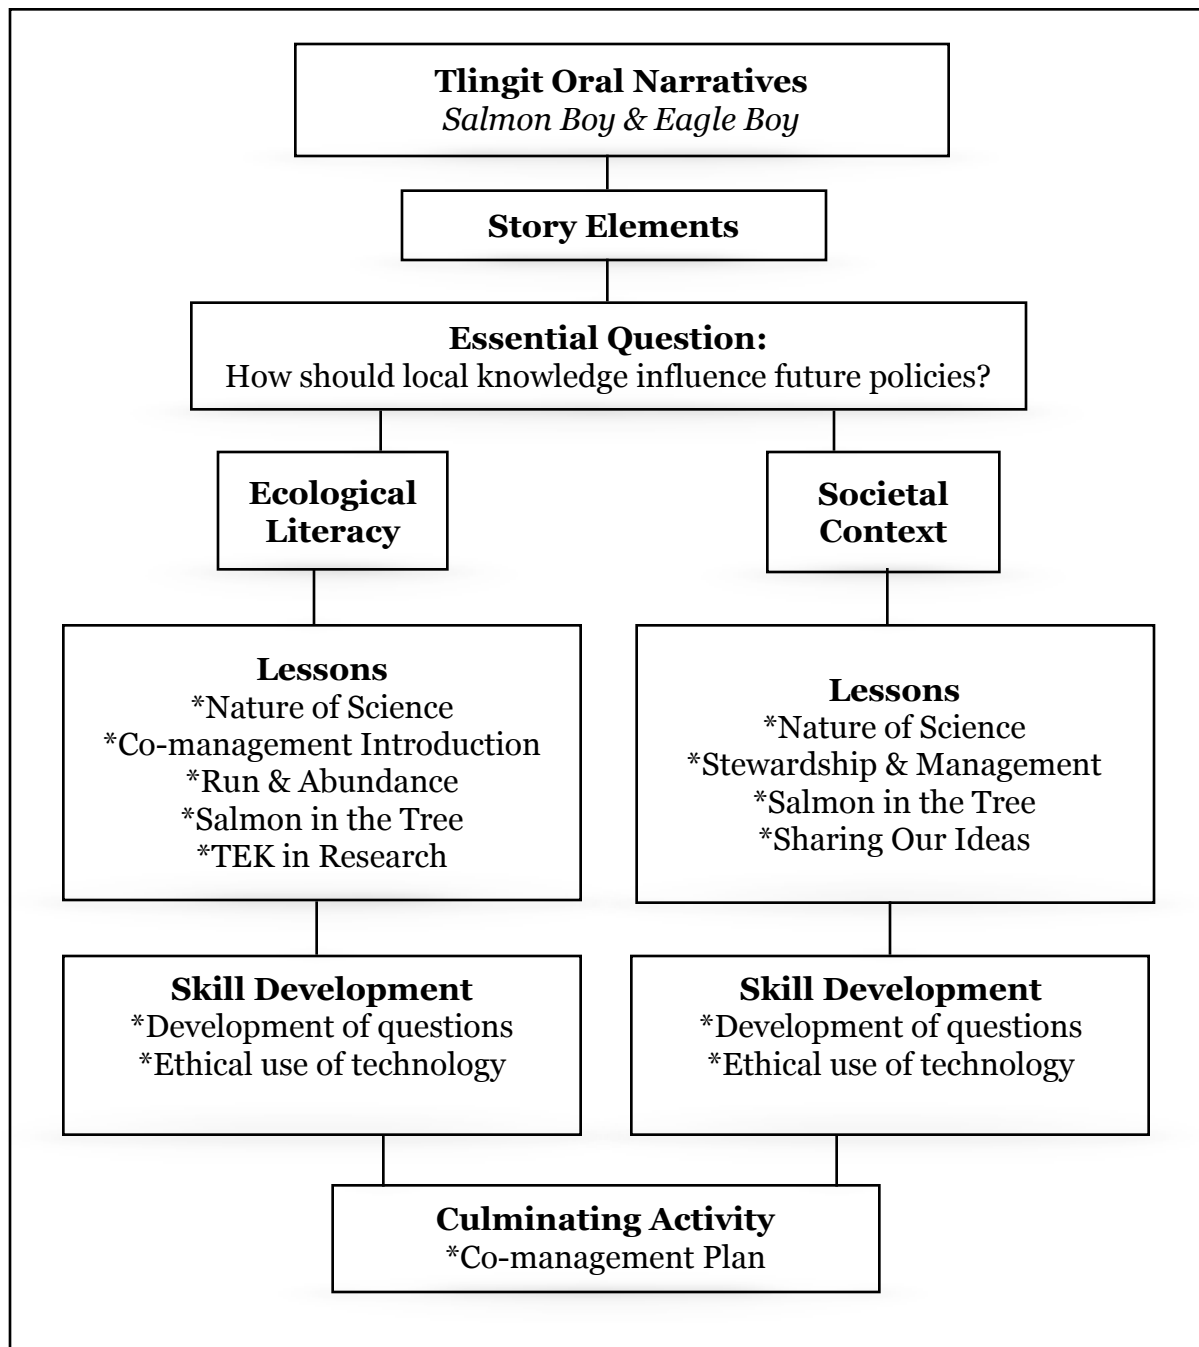 Tlingit Oral Narratives
Salmon Boy & Eagle Boy
Story Elements
Essential Question:
How should local knowledge influence future policies?
Ecological
Literacy
Societal
Context
Lessons
*Nature of Science
*Co-management Introduction
*Run & Abundance
*Salmon in the Tree
*TEK in Research
Lessons
*Nature of Science
*Stewardship & Management
*Salmon in the Tree
*Sharing Our Ideas
Skill Development
*Development of questions
*Ethical use of technology
Skill Development
*Development of questions
*Ethical use of technology
Culminating Activity
*Co-management Plan